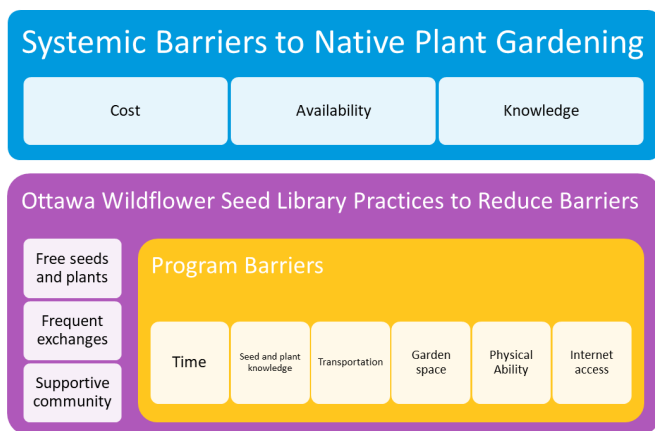 Systemic Barriers to Native Plant Gardening
Cost
Availability
Knowledge
Ottawa Wildflower Seed Library Practices to Reduce Barriers
Free seeds
and plants
Frequent
exchanges
Supportive
community
Program Barriers
Time
Seed and plant
knowledge
Transportation
Garden
space
Physical
Ability
Internet
access